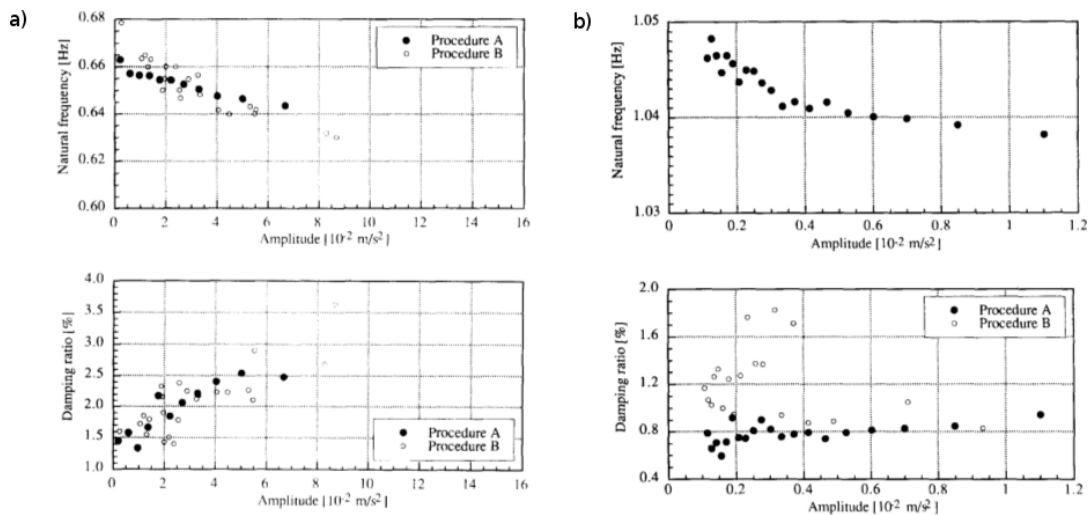 a)
0.68
0.66
0.64
0.62
0.60
Natural frequency [Hz]
Procedure A
Procedure B
0 2 4 6 8 10 12 14 16
Amplitude [10-2 m/s2]
b)
1.05
1.04
1.03
Natural frequency [Hz]
0 0.2 0.4 0.6 0.8 1 1.2
Amplitude [10-2 m/s2]
4.0
3.5
3.0
2.5
2.0
1.5
1.0
Damping ratio [%]
Procedure A
Procedure B
0 2 4 6 8 10 12 14 16
Amplitude [10-2 m/s2]
2.0
1.6
1.2
0.8
0.4
Damping ratio [%]
Procedure A
Procedure B
0 0.2 0.4 0.6 0.8 1 1.2
Amplitude [10-2 m/s2]